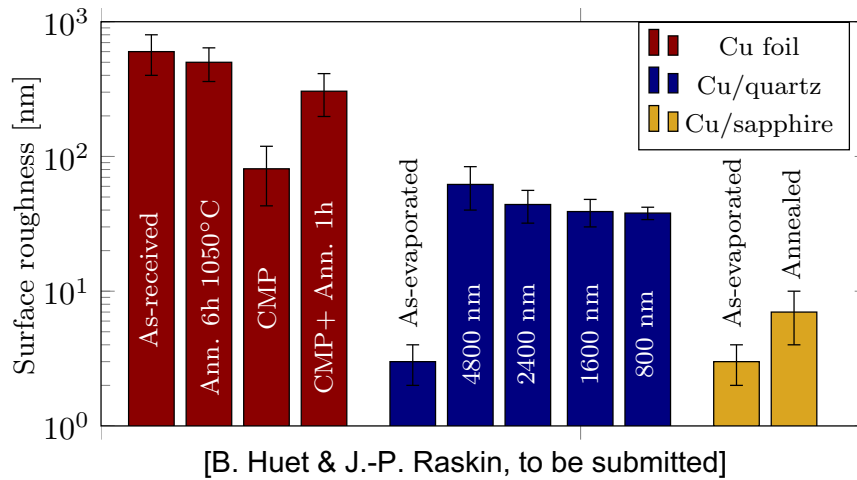 Surface roughness [nm]
10³
10²
10¹
10⁰
As-received
Ann. 6h 1050°C
CMP
CMP+ Ann. 1h
As-evaporated
4800 nm
2400 nm
1600 nm
800 nm
As-evaporated
Annealed
Cu foil
Cu/quartz
Cu/sapphire
[B. Huet & J.-P. Raskin, to be submitted]